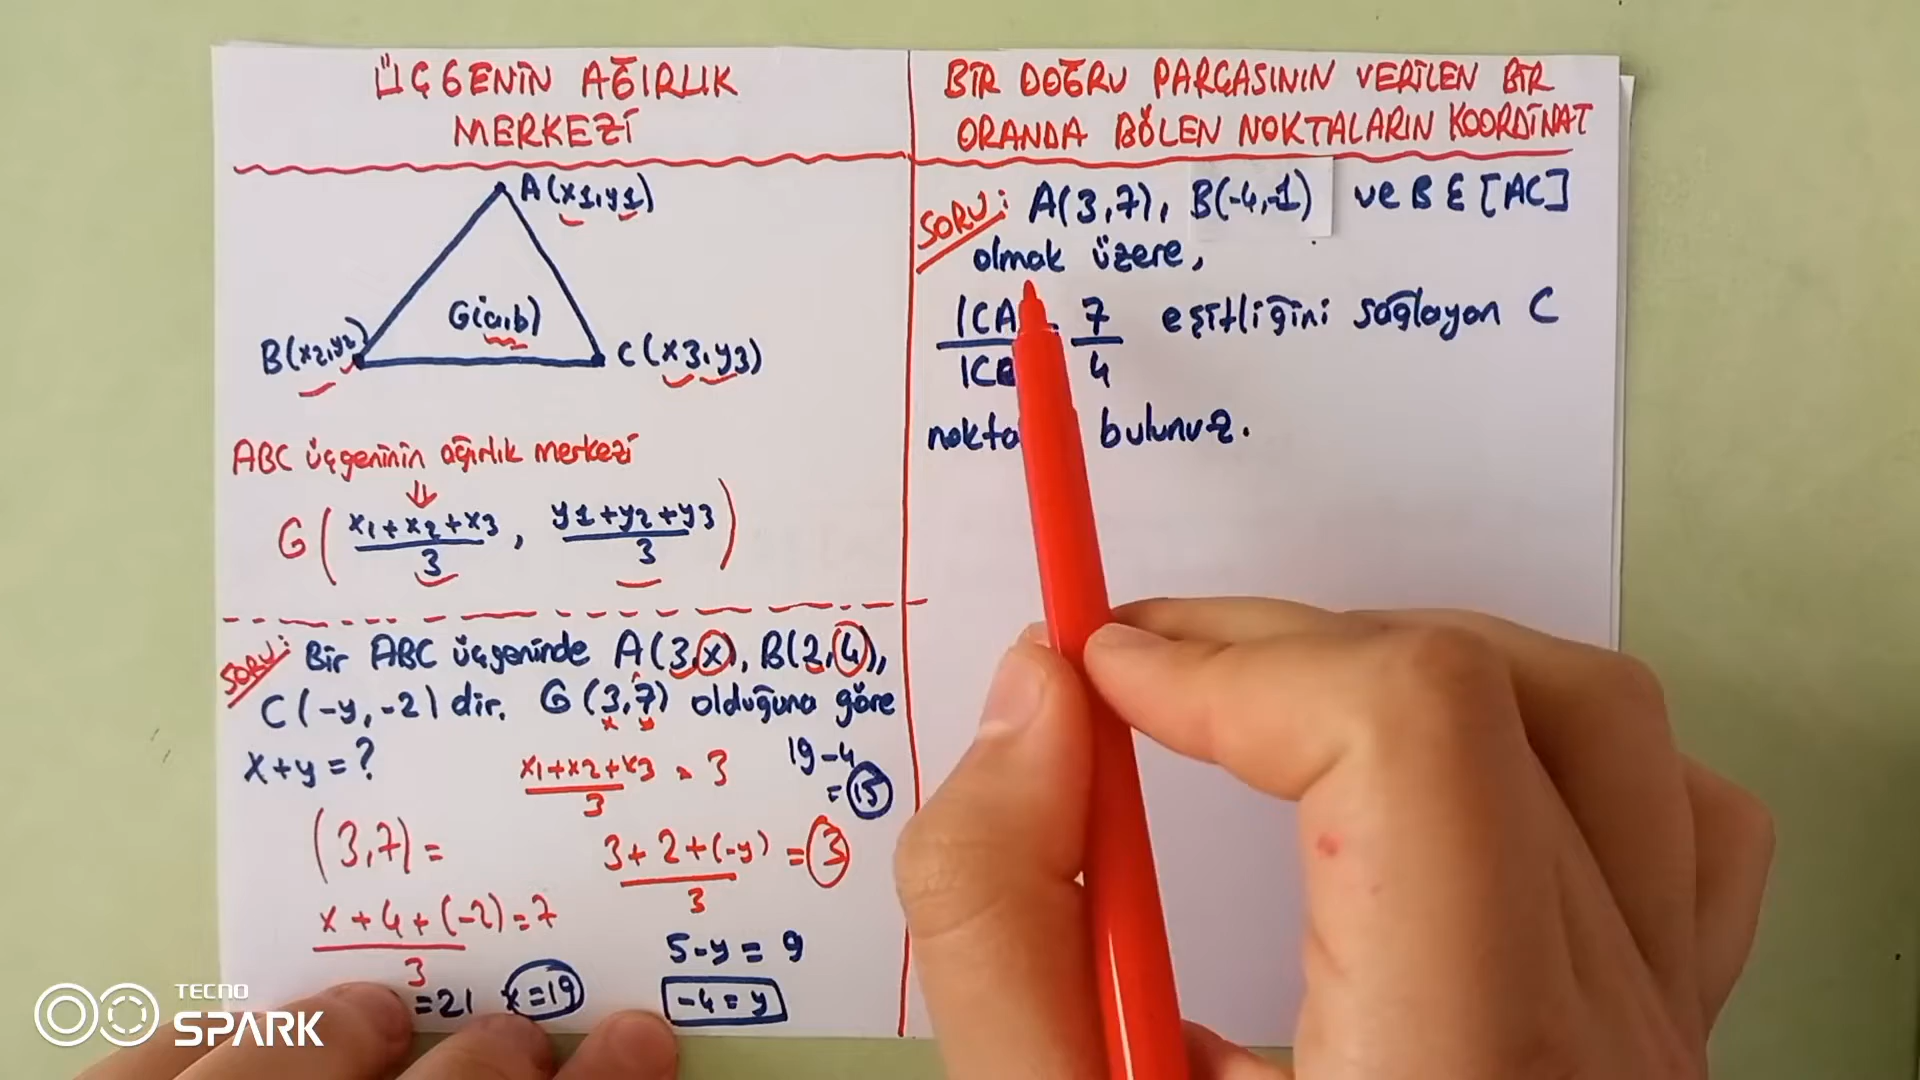 ÜÇGENİN AĞIRLIK
MERKEZİ
A(x1,y1)
G(a,b)
B(x2,y2)
C(x3,y3)
ABC üçgeninin ağırlık merkezi
⇓
G( x1+x2+x3 / 3 , y1+y2+y3 / 3 )
SORU: Bir ABC üçgeninde A(3,x), B(2,4),
C(-y,-2) dir. G(3,7) olduğuna göre
x+y=?
x1+x2+x3 / 3 = 3
19-4
=15
(3,7)=
3+2+(-y) / 3 = 3
x+4+(-2) / 3 = 7
5-y=9
=21 x=19
-4=y
BİR DOĞRU PARÇASININ VERİLEN BİR
ORANDA BÖLEN NOKTALARIN KOORDİNAT
SORU: A(3,7), B(-4,-1) ve B ∈ [AC]
olmak üzere,
|CA / |C = 7 / 4 eşitliğini sağlayan C
bulunuz.
TECNO
SPARK